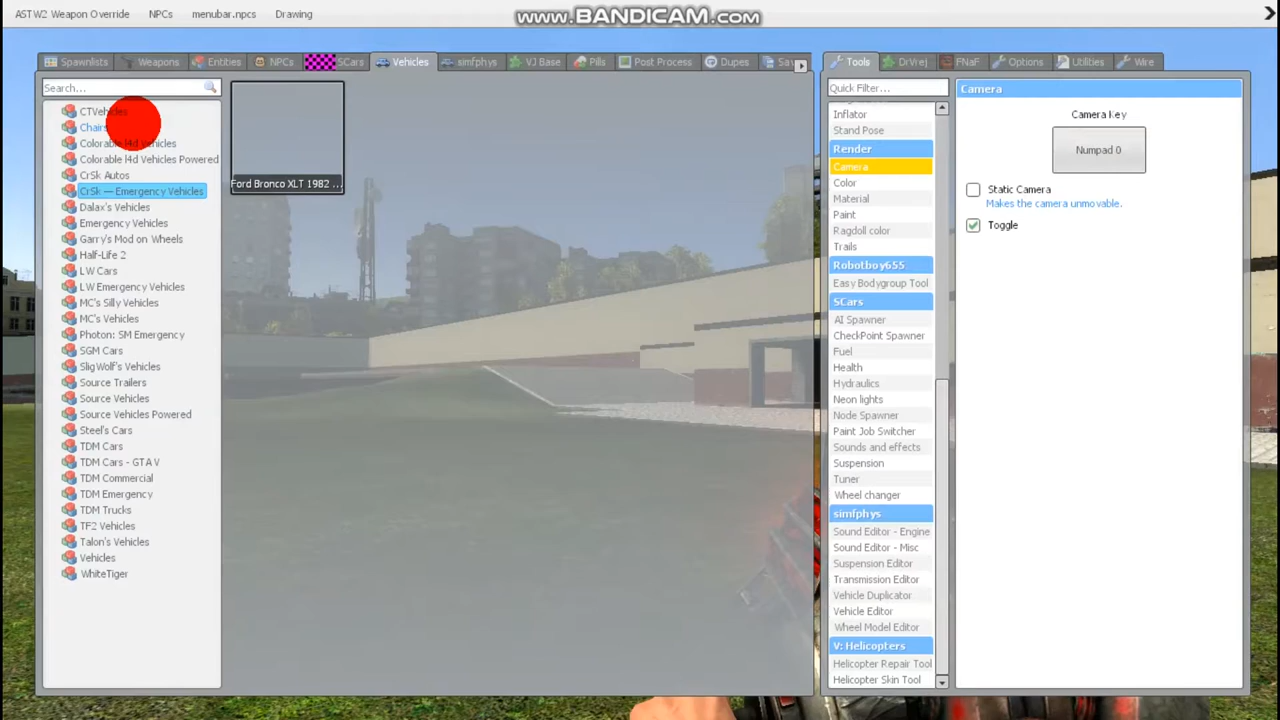 ASTW2 Weapon Override NPCs menubar.npcs Drawing
www.BANDICAM.com
Spawnlists Weapons Entities NPCs SCars Vehicles simfphys VJ Base Pills Post Process Dupes
Tools DrVrej FNaF Options Utilities Wire
Search...
CTVehicles
Chairs
Colorable l4d Vehicles
Colorable l4d Vehicles Powered
CrSk Autos
CrSk — Emergency Vehicles
Dalax's Vehicles
Emergency Vehicles
Garry's Mod on Wheels
Half-Life 2
LW Cars
LW Emergency Vehicles
MC's Silly Vehicles
MC's Vehicles
Photon: SM Emergency
SGM Cars
SligWolf's Vehicles
Source Trailers
Source Vehicles
Source Vehicles Powered
Steel's Cars
TDM Cars
TDM Cars - GTA V
TDM Commercial
TDM Emergency
TDM Trucks
TF2 Vehicles
Talon's Vehicles
Vehicles
WhiteTiger
Ford Bronco XLT 1982 ...
Quick Filter...
Inflator
Stand Pose
Render
Camera
Color
Material
Paint
Ragdoll color
Trails
Robotboy655
Easy Bodygroup Tool
SCars
AI Spawner
CheckPoint Spawner
Fuel
Health
Hydraulics
Neon lights
Node Spawner
Paint Job Switcher
Sounds and effects
Suspension
Tuner
Wheel changer
simfphys
Sound Editor - Engine
Sound Editor - Misc
Suspension Editor
Transmission Editor
Vehicle Duplicator
Vehicle Editor
Wheel Model Editor
V: Helicopters
Helicopter Repair Tool
Helicopter Skin Tool
Camera
Camera Key
Numpad 0
Static Camera
Makes the camera unmovable.
Toggle